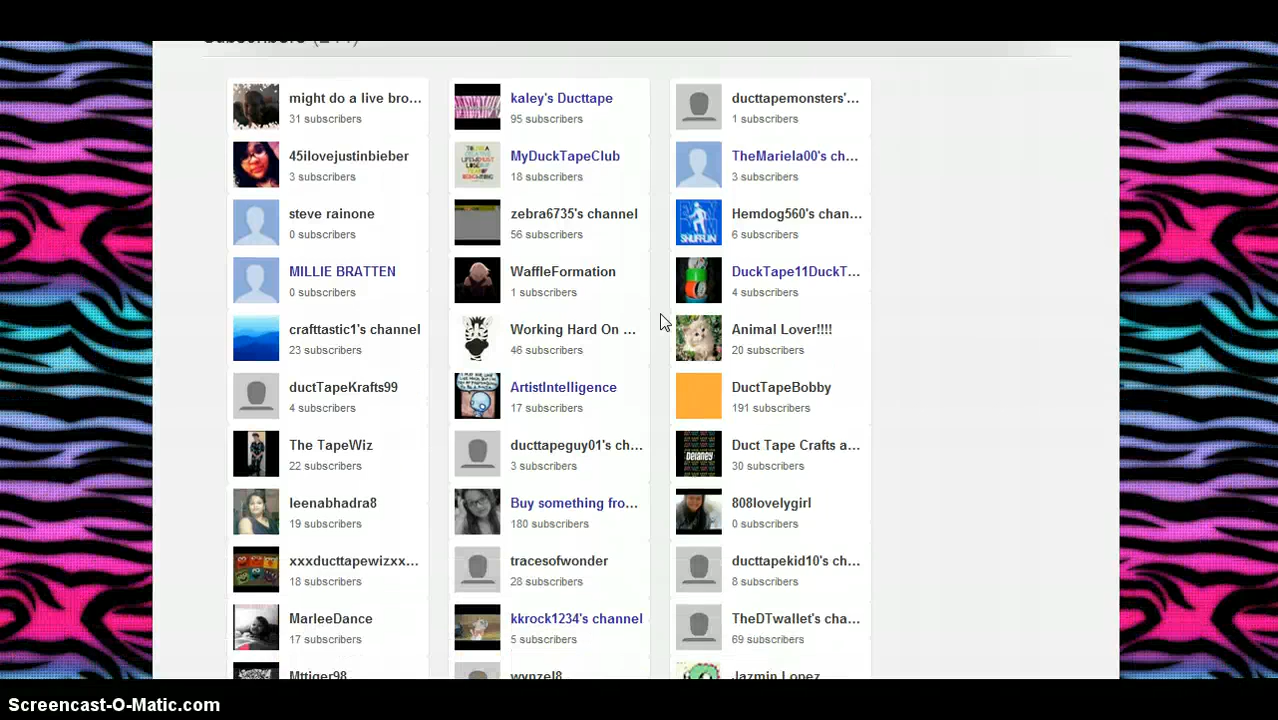 might do a live bro...
31 subscribers
45ilovejustinbieber
3 subscribers
steve rainone
0 subscribers
MILLIE BRATTEN
0 subscribers
crafttastic1's channel
23 subscribers
ductTapeKrafts99
4 subscribers
The TapeWiz
22 subscribers
leenabhadra8
19 subscribers
xxxducttapewizxx...
18 subscribers
MarleeDance
17 subscribers
Mttiger98
kaley's Ducttape
95 subscribers
MyDuckTapeClub
18 subscribers
zebra6735's channel
56 subscribers
WaffleFormation
1 subscribers
Working Hard On ...
46 subscribers
ArtistIntelligence
17 subscribers
ducttapeguy01's ch...
3 subscribers
Buy something fro...
180 subscribers
tracesofwonder
28 subscribers
kkrock1234's channel
5 subscribers
wynzel8
ducttapemonsters'...
1 subscribers
TheMariela00's ch...
3 subscribers
Hemdog560's chan...
6 subscribers
SHUFFLIN
DuckTape11DuckT...
4 subscribers
Animal Lover!!!!
20 subscribers
DuctTapeBobby
191 subscribers
Duct Tape Crafts a...
30 subscribers
Delaney
808lovelygirl
0 subscribers
ducttapekid10's ch...
8 subscribers
TheDTwallet's cha...
69 subscribers
Jazmin Lopez
Screencast-O-Matic.com